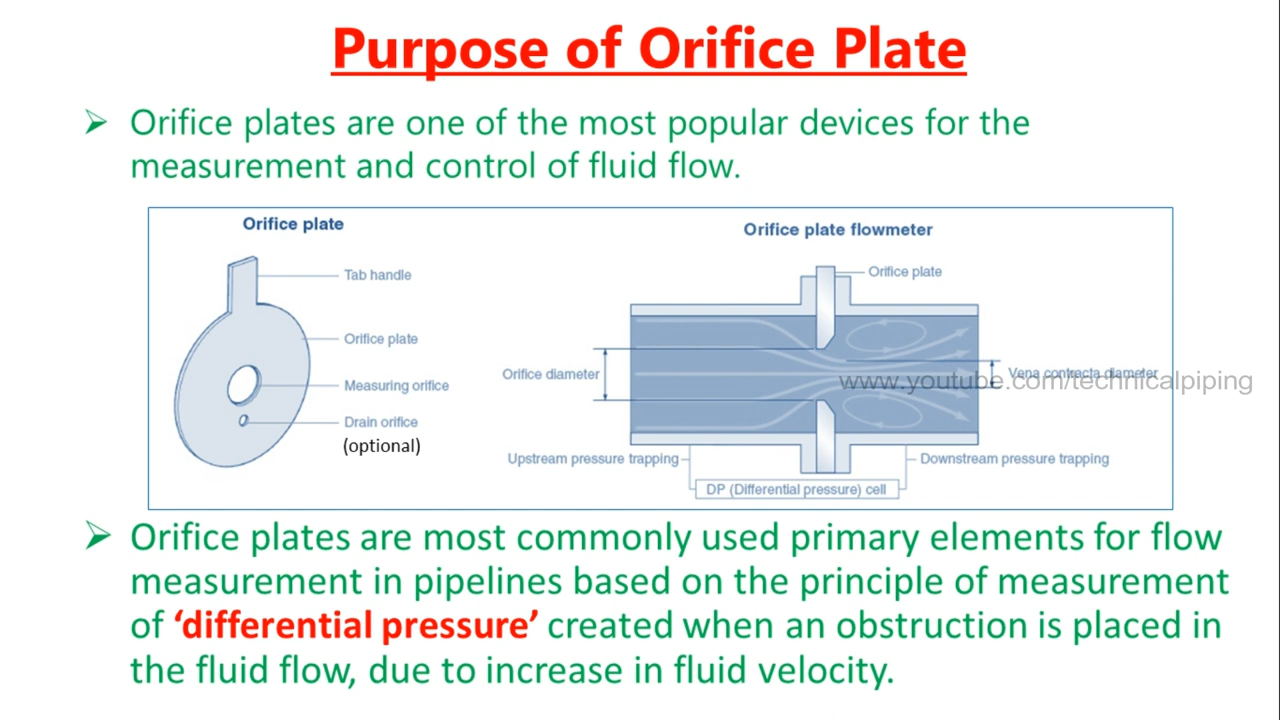 Purpose of Orifice Plate
➢ Orifice plates are one of the most popular devices for the
measurement and control of fluid flow.
Orifice plate
Tab handle
Orifice plate
Measuring orifice
Drain orifice
(optional)
Orifice plate flowmeter
Orifice plate
Orifice diameter
Vena contracta diameter
www.youtube.com/technicalpiping
Upstream pressure trapping
Downstream pressure trapping
DP (Differential pressure) cell
➢ Orifice plates are most commonly used primary elements for flow
measurement in pipelines based on the principle of measurement
of ‘differential pressure’ created when an obstruction is placed in
the fluid flow, due to increase in fluid velocity.